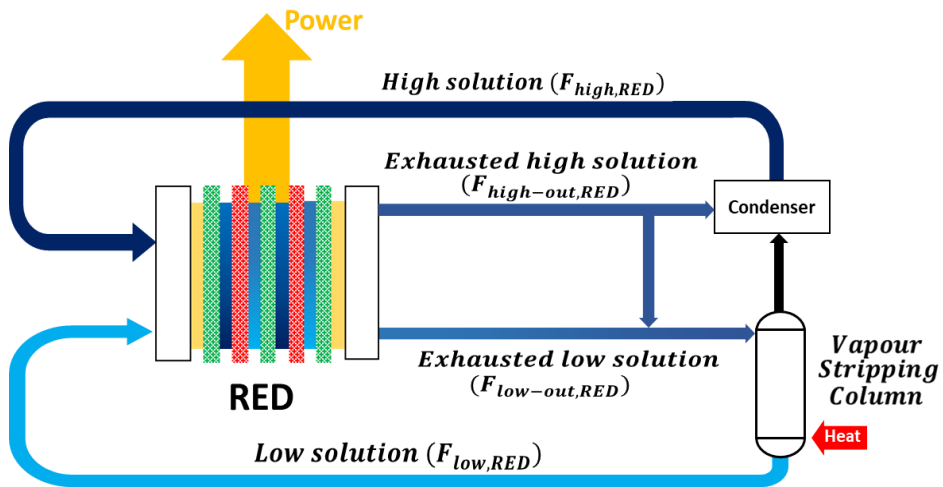 Power
High solution (F_high,RED)
Exhausted high solution
(F_high-out,RED)
Condenser
Exhausted low solution
(F_low-out,RED)
Vapour
Stripping
Column
RED
Heat
Low solution (F_low,RED)